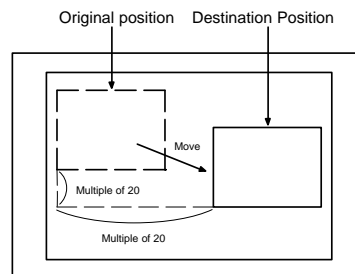 Original position
Destination Position
Move
Multiple of 20
Multiple of 20